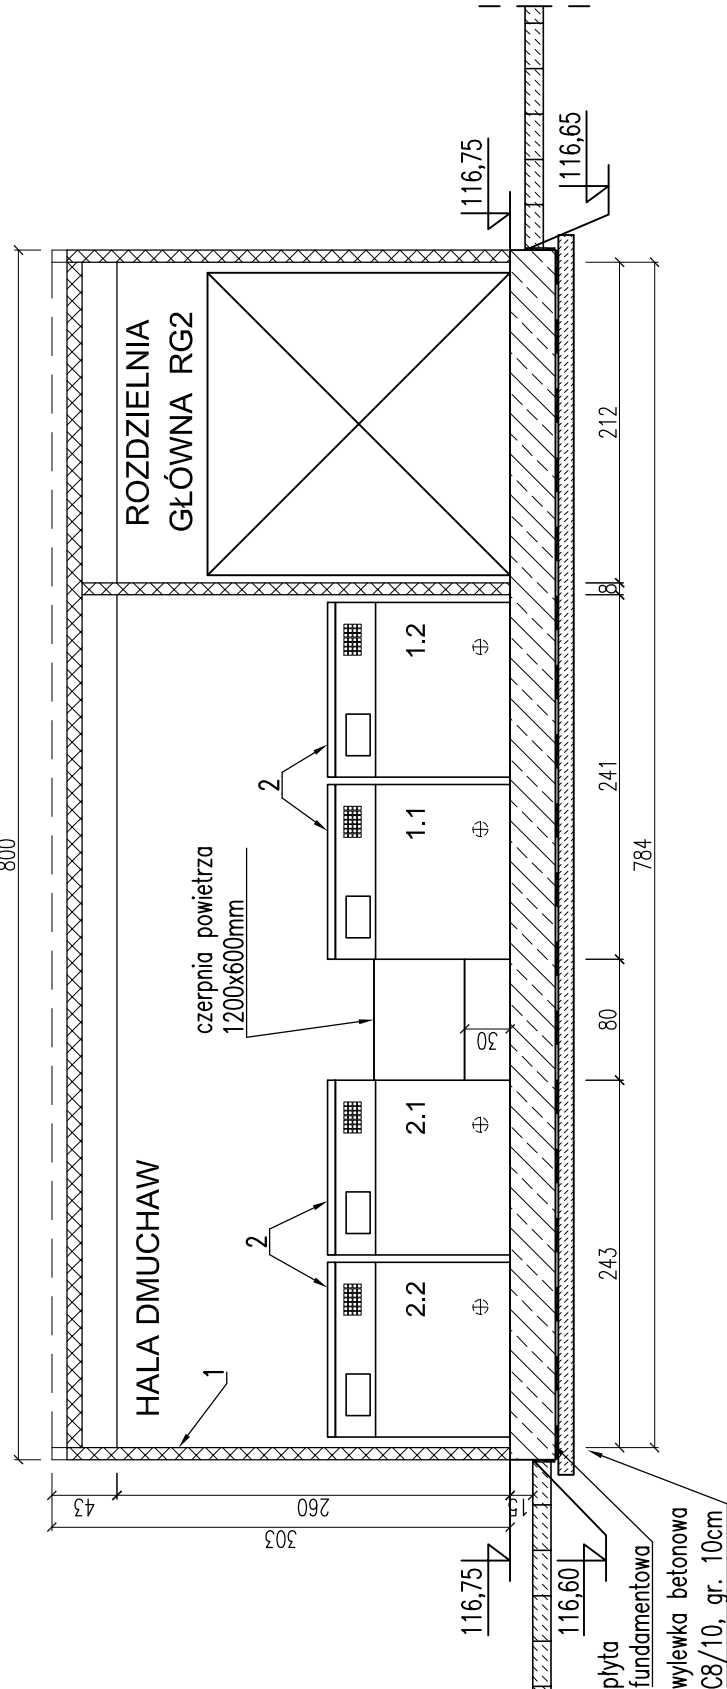 800
HALA DMUCHAW
ROZDZIELNIA
GŁÓWNA RG2
1
2
2
czerpnia powietrza
1200x600mm
2.2
2.1
1.1
1.2
30
43
260
303
15
116,75
116,60
116,75
116,65
243
80
241
8
212
784
płyta
fundamentowa
wylewka betonowa
C8/10, gr. 10cm